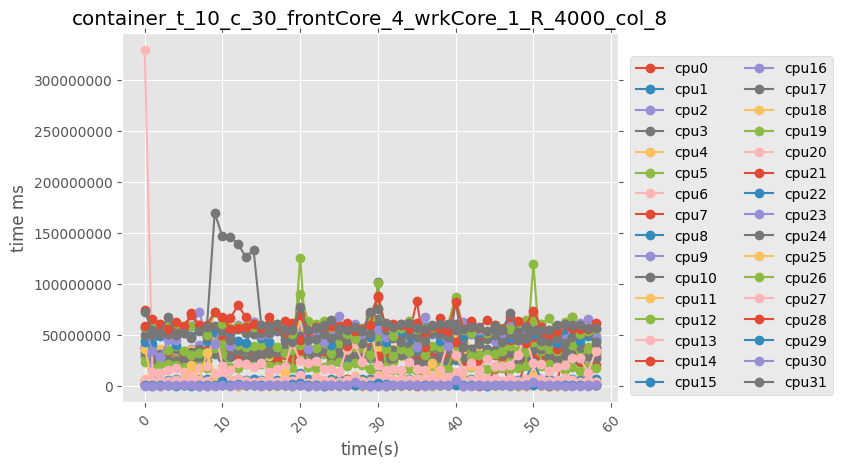 container_t_10_c_30_frontCore_4_wrkCore_1_R_4000_col_8
time ms
300000000
250000000
200000000
150000000
100000000
50000000
0
0
10
20
30
40
50
60
time(s)
cpu0
cpu1
cpu2
cpu3
cpu4
cpu5
cpu6
cpu7
cpu8
cpu9
cpu10
cpu11
cpu12
cpu13
cpu14
cpu15
cpu16
cpu17
cpu18
cpu19
cpu20
cpu21
cpu22
cpu23
cpu24
cpu25
cpu26
cpu27
cpu28
cpu29
cpu30
cpu31